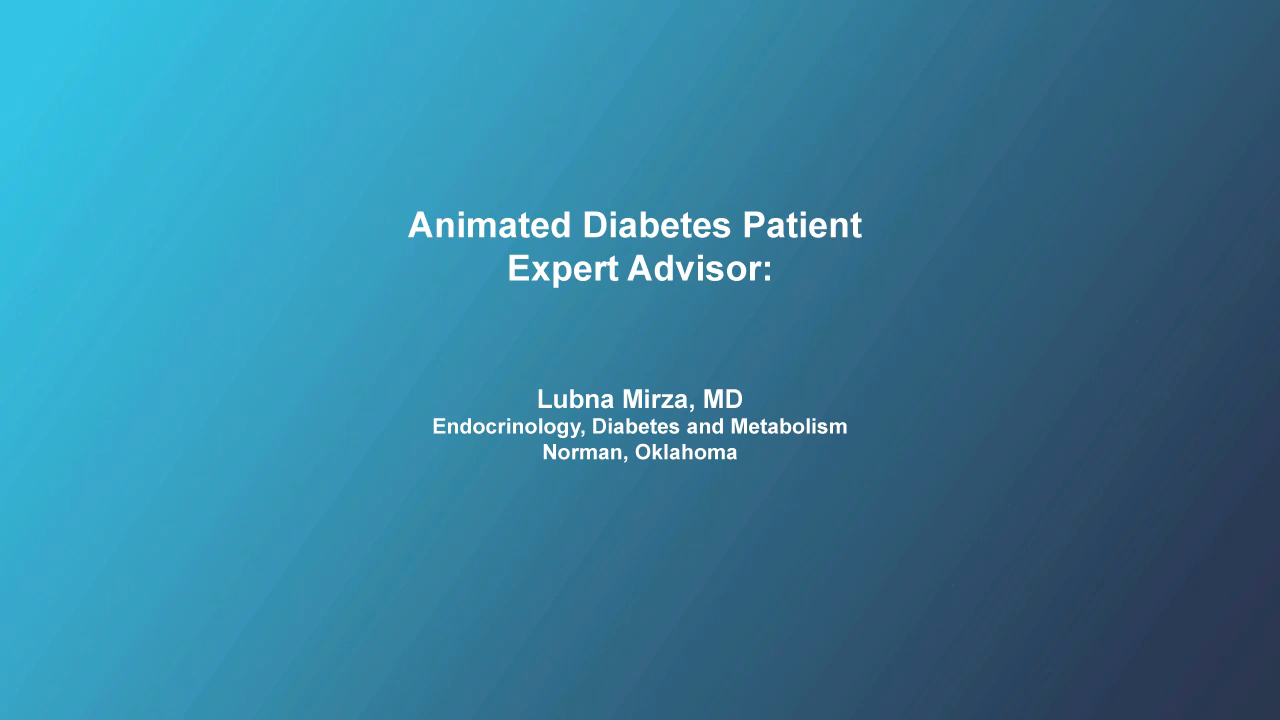 Animated Diabetes Patient
Expert Advisor:
Lubna Mirza, MD
Endocrinology, Diabetes and Metabolism
Norman, Oklahoma